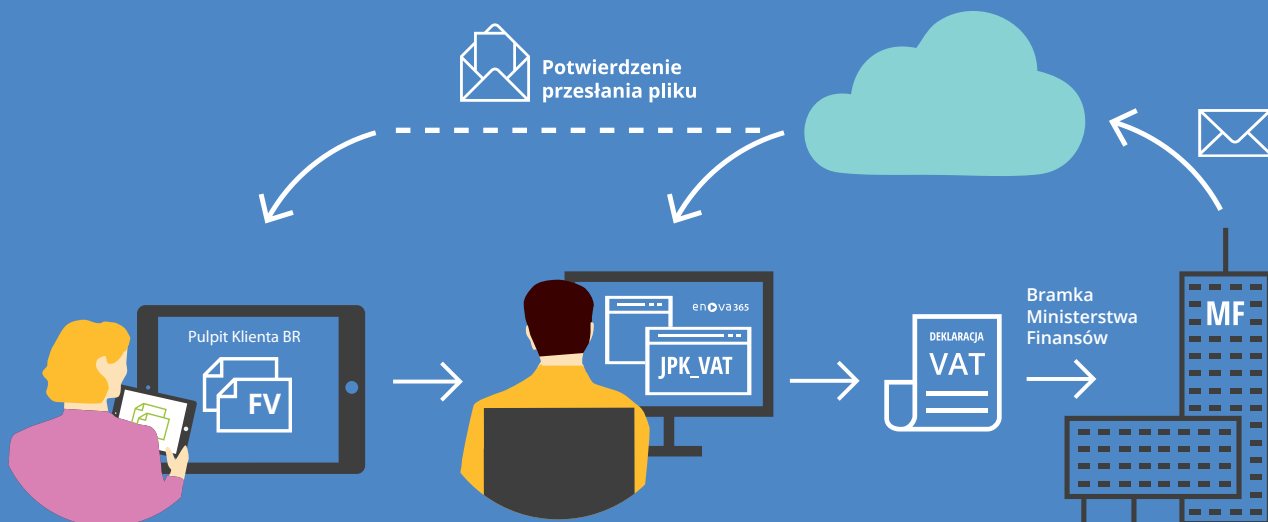 Potwierdzenie
przesłania pliku
Pulpit Klienta BR
FV
enova365
JPK_VAT
DEKLARACJA
VAT
Bramka
Ministerstwa
Finansów
MF